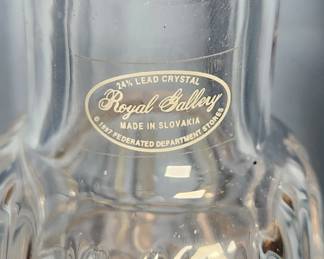 24% LEAD CRYSTAL
Royal Gallery
MADE IN SLOVAKIA
© 1997 FEDERATED DEPARTMENT STORES